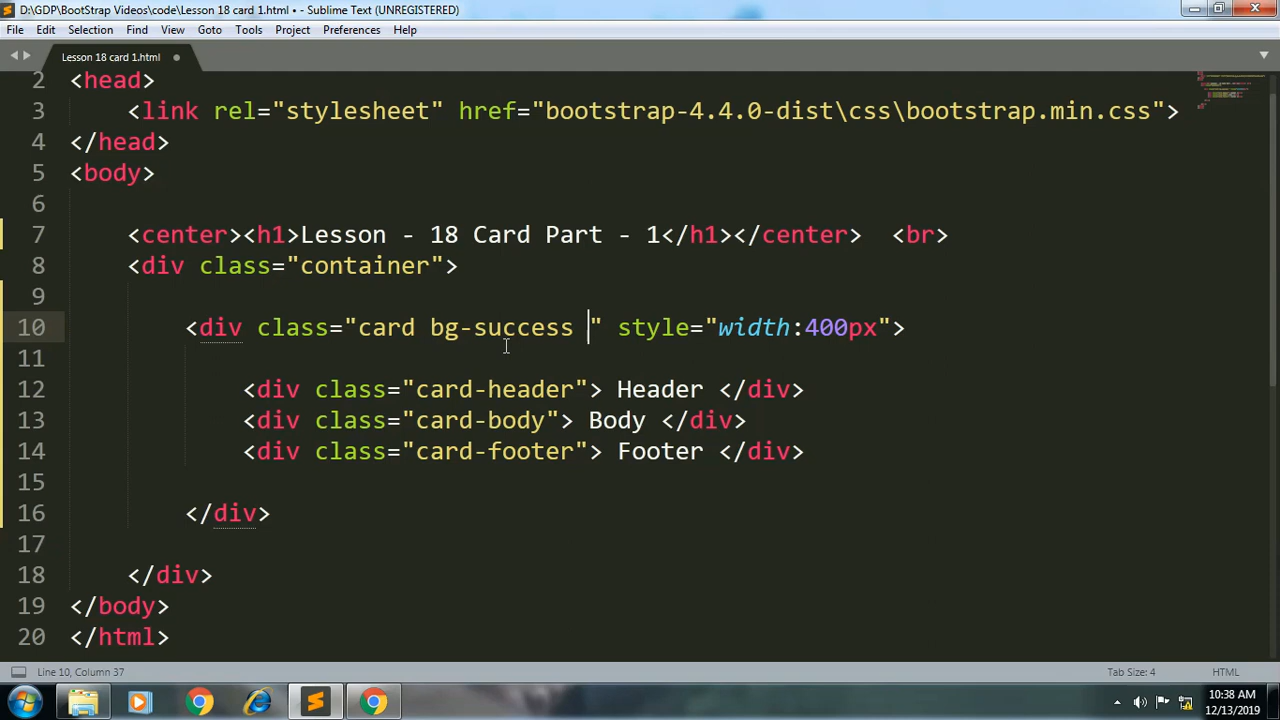 D:\GDP\BootStrap Videos\code\Lesson 18 card 1.html • - Sublime Text (UNREGISTERED)
File Edit Selection Find View Goto Tools Project Preferences Help
Lesson 18 card 1.html
2 <head>
3 <link rel="stylesheet" href="bootstrap-4.4.0-dist\css\bootstrap.min.css">
4 </head>
5 <body>
6
7 <center><h1>Lesson - 18 Card Part - 1</h1></center> <br>
8 <div class="container">
9
10 <div class="card bg-success " style="width:400px">
11
12 <div class="card-header"> Header </div>
13 <div class="card-body"> Body </div>
14 <div class="card-footer"> Footer </div>
15
16 </div>
17
18 </div>
19 </body>
20 </html>
Line 10, Column 37 Tab Size: 4 HTML
10:38 AM
12/13/2019